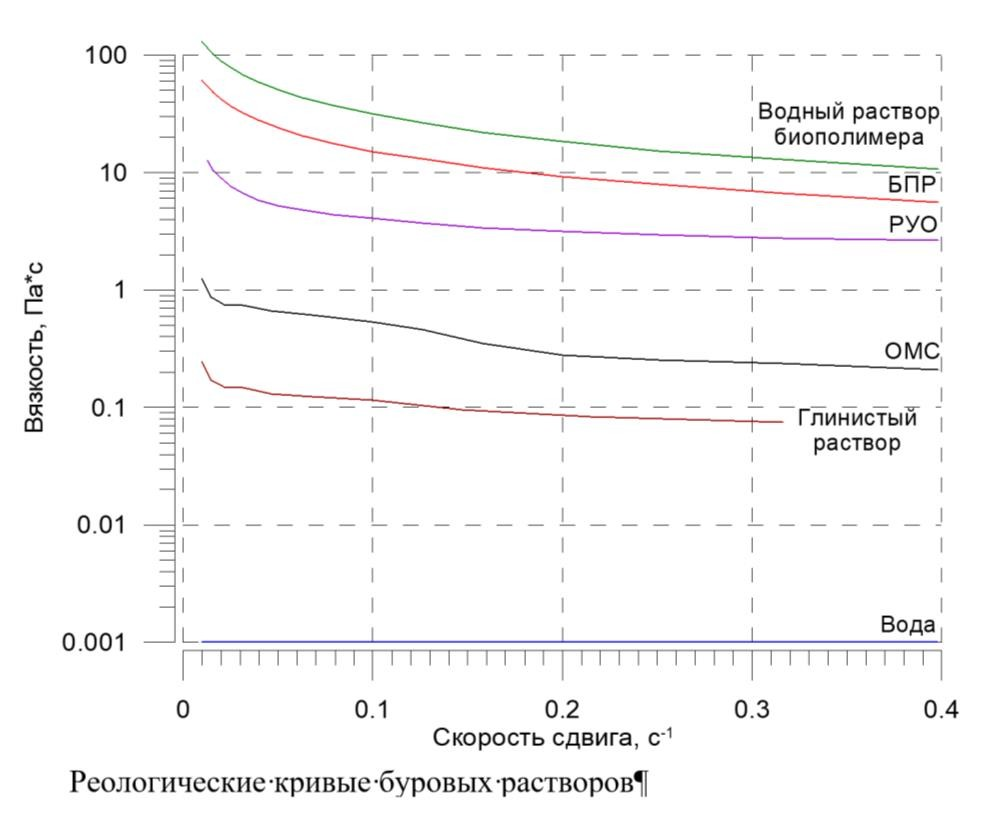 100
Водный раствор
биополимера
10
БПР
РУО
1
ОМС
0.1
Глинистый
раствор
0.01
Вода
0.001
Вязкость, Па*с
0 0.1 0.2 0.3 0.4
Скорость сдвига, с⁻¹
Реологические·кривые·буровых·растворов¶